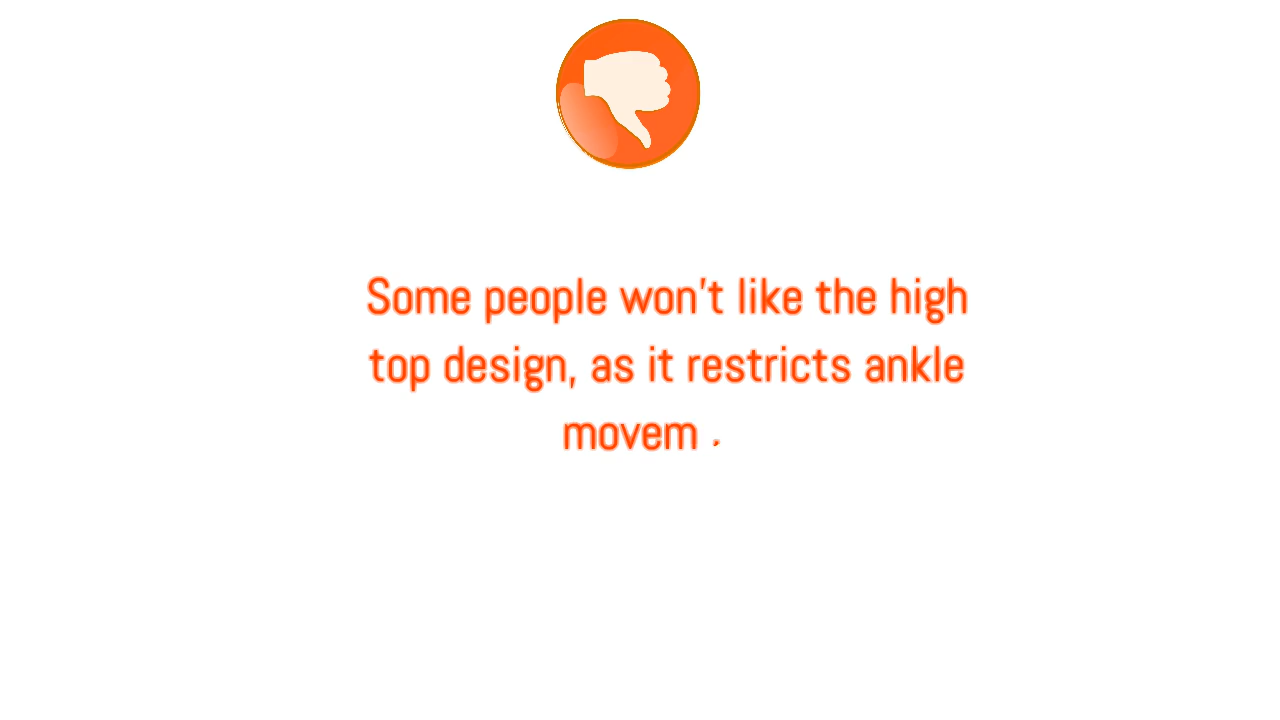 Some people won't like the high
top design, as it restricts ankle
movem